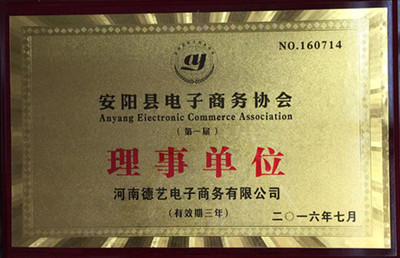 NO.160714
cy
安阳县电子商务协会
Anyang Electronic Commerce Association
（第一届）
理事单位
河南德艺电子商务有限公司
（有效期三年）
二〇一六年七月